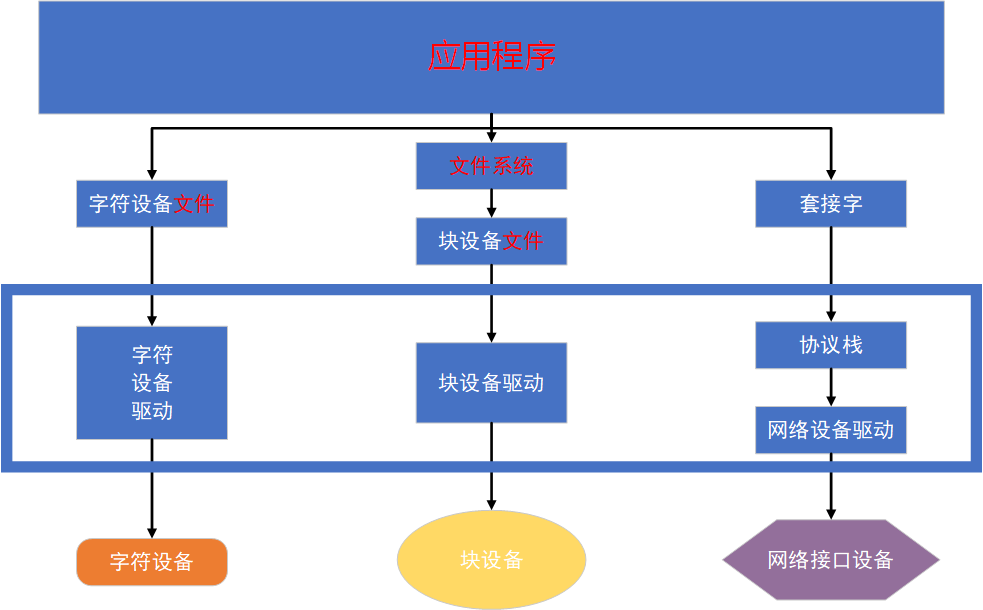 应用程序
文件系统
字符设备文件
套接字
块设备文件
字符
设备
驱动
块设备驱动
协议栈
网络设备驱动
字符设备
块设备
网络接口设备